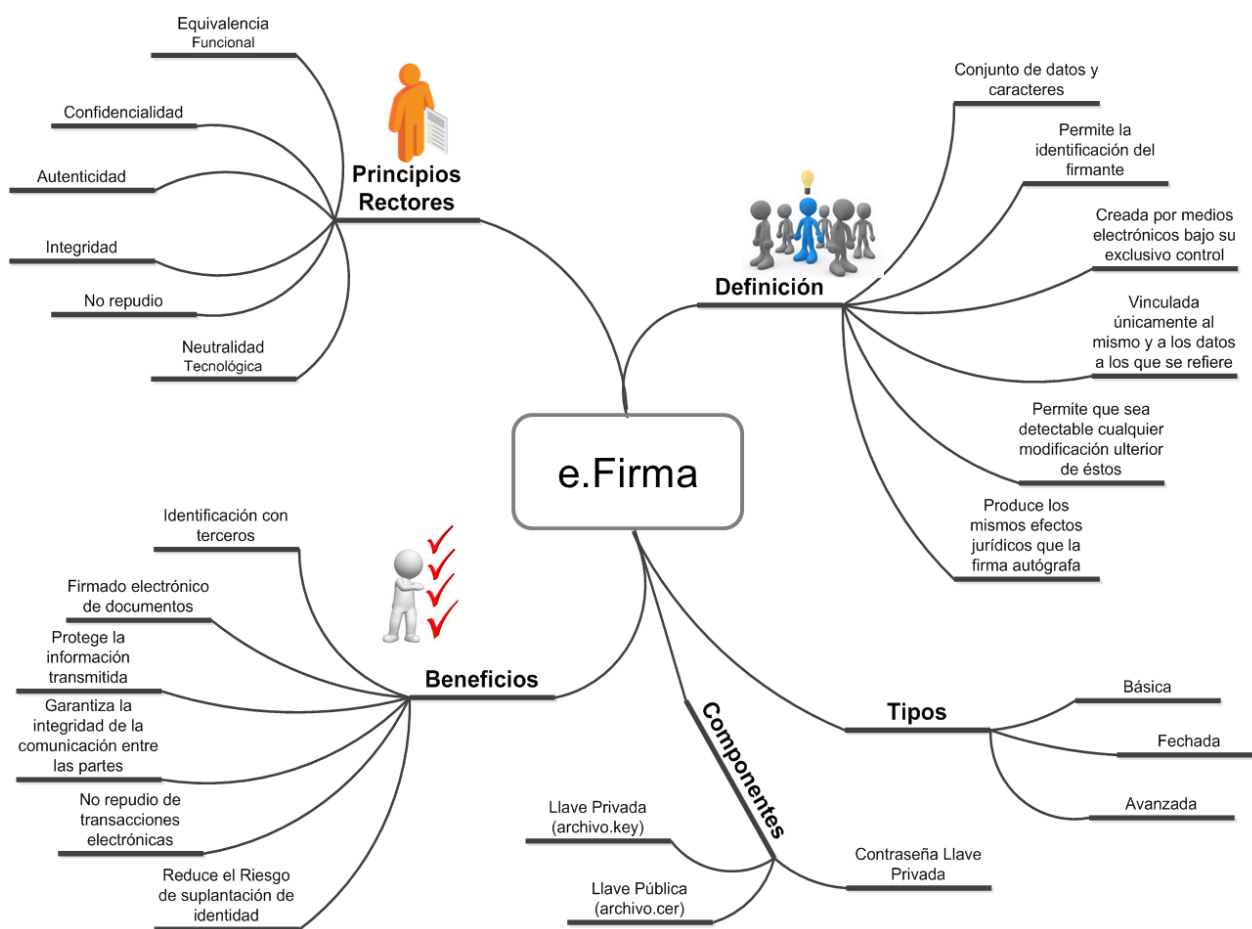 e.Firma
Principios
Rectores
Equivalencia
Funcional
Confidencialidad
Autenticidad
Integridad
No repudio
Neutralidad
Tecnológica
Definición
Conjunto de datos y
caracteres
Permite la
identificación del
firmante
Creada por medios
electrónicos bajo su
exclusivo control
Vinculada
únicamente al
mismo y a los datos
a los que se refiere
Permite que sea
detectable cualquier
modificación ulterior
de éstos
Produce los
mismos efectos
jurídicos que la
firma autógrafa
Beneficios
Identificación con
terceros
Firmado electrónico
de documentos
Protege la
información
transmitida
Garantiza la
integridad de la
comunicación entre
las partes
No repudio de
transacciones
electrónicas
Reduce el Riesgo
de suplantación de
identidad
Componentes
Llave Privada
(archivo.key)
Llave Pública
(archivo.cer)
Contraseña Llave
Privada
Tipos
Básica
Fechada
Avanzada